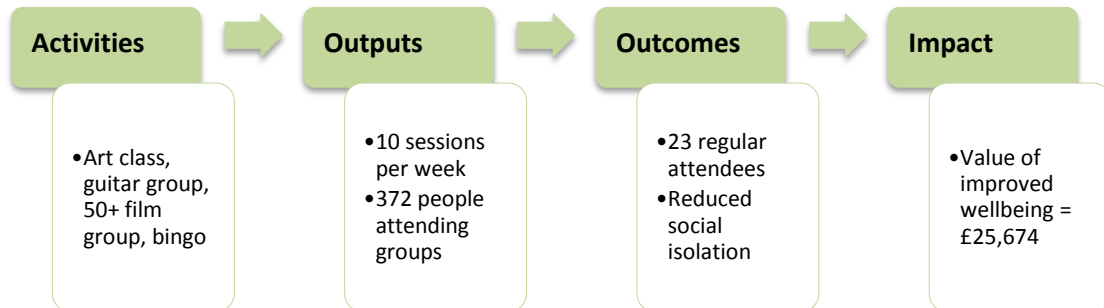 Activities
•Art class,
guitar group,
50+ film
group, bingo
Outputs
•10 sessions
per week
•372 people
attending
groups
Outcomes
•23 regular
attendees
•Reduced
social
isolation
Impact
•Value of
improved
wellbeing =
£25,674